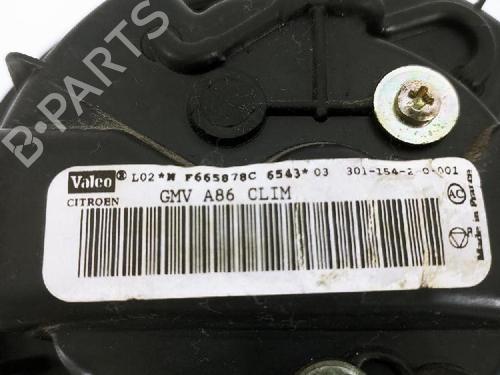 B-PARTS
Valeo® L02*M F665878C 6543*03 301-154-2-0-001
CITROEN GMV A86 CLIM
Made in France